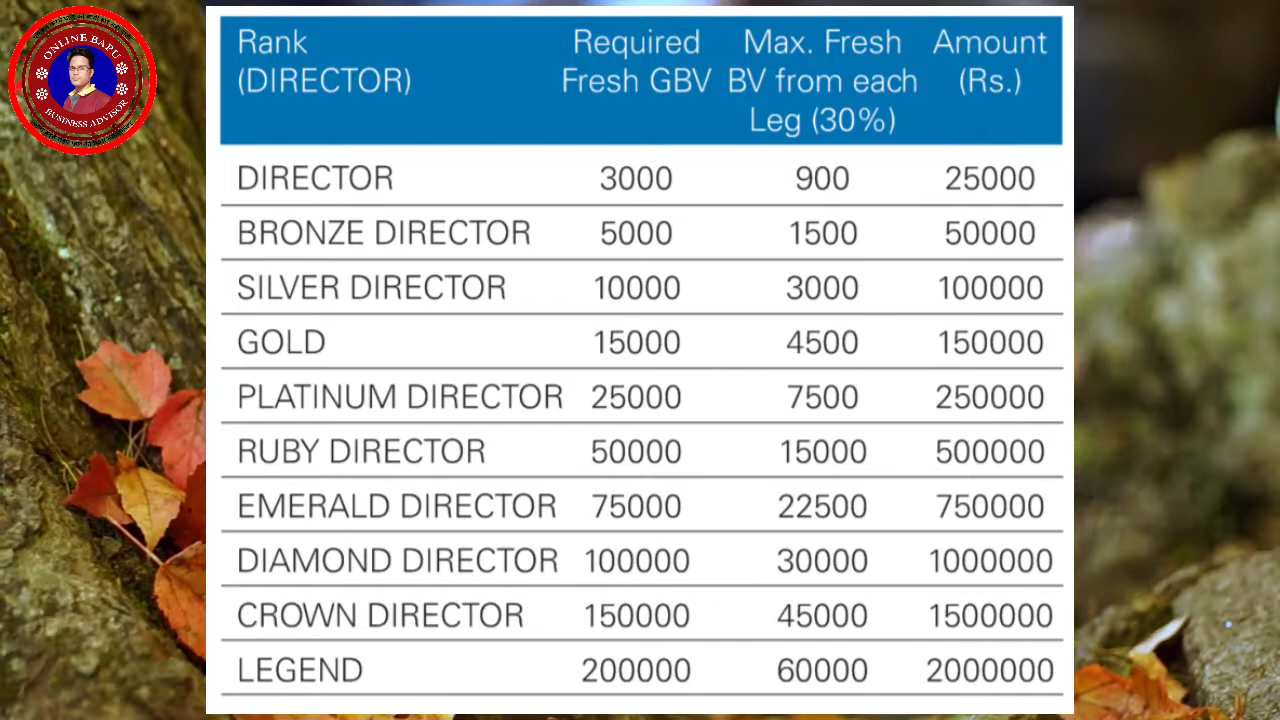 ONLINE BAPU
BUSINESS ADVISOR
Rank (DIRECTOR) Required Fresh GBV Max. Fresh BV from each Leg (30%) Amount (Rs.)
DIRECTOR 3000 900 25000
BRONZE DIRECTOR 5000 1500 50000
SILVER DIRECTOR 10000 3000 100000
GOLD 15000 4500 150000
PLATINUM DIRECTOR 25000 7500 250000
RUBY DIRECTOR 50000 15000 500000
EMERALD DIRECTOR 75000 22500 750000
DIAMOND DIRECTOR 100000 30000 1000000
CROWN DIRECTOR 150000 45000 1500000
LEGEND 200000 60000 2000000